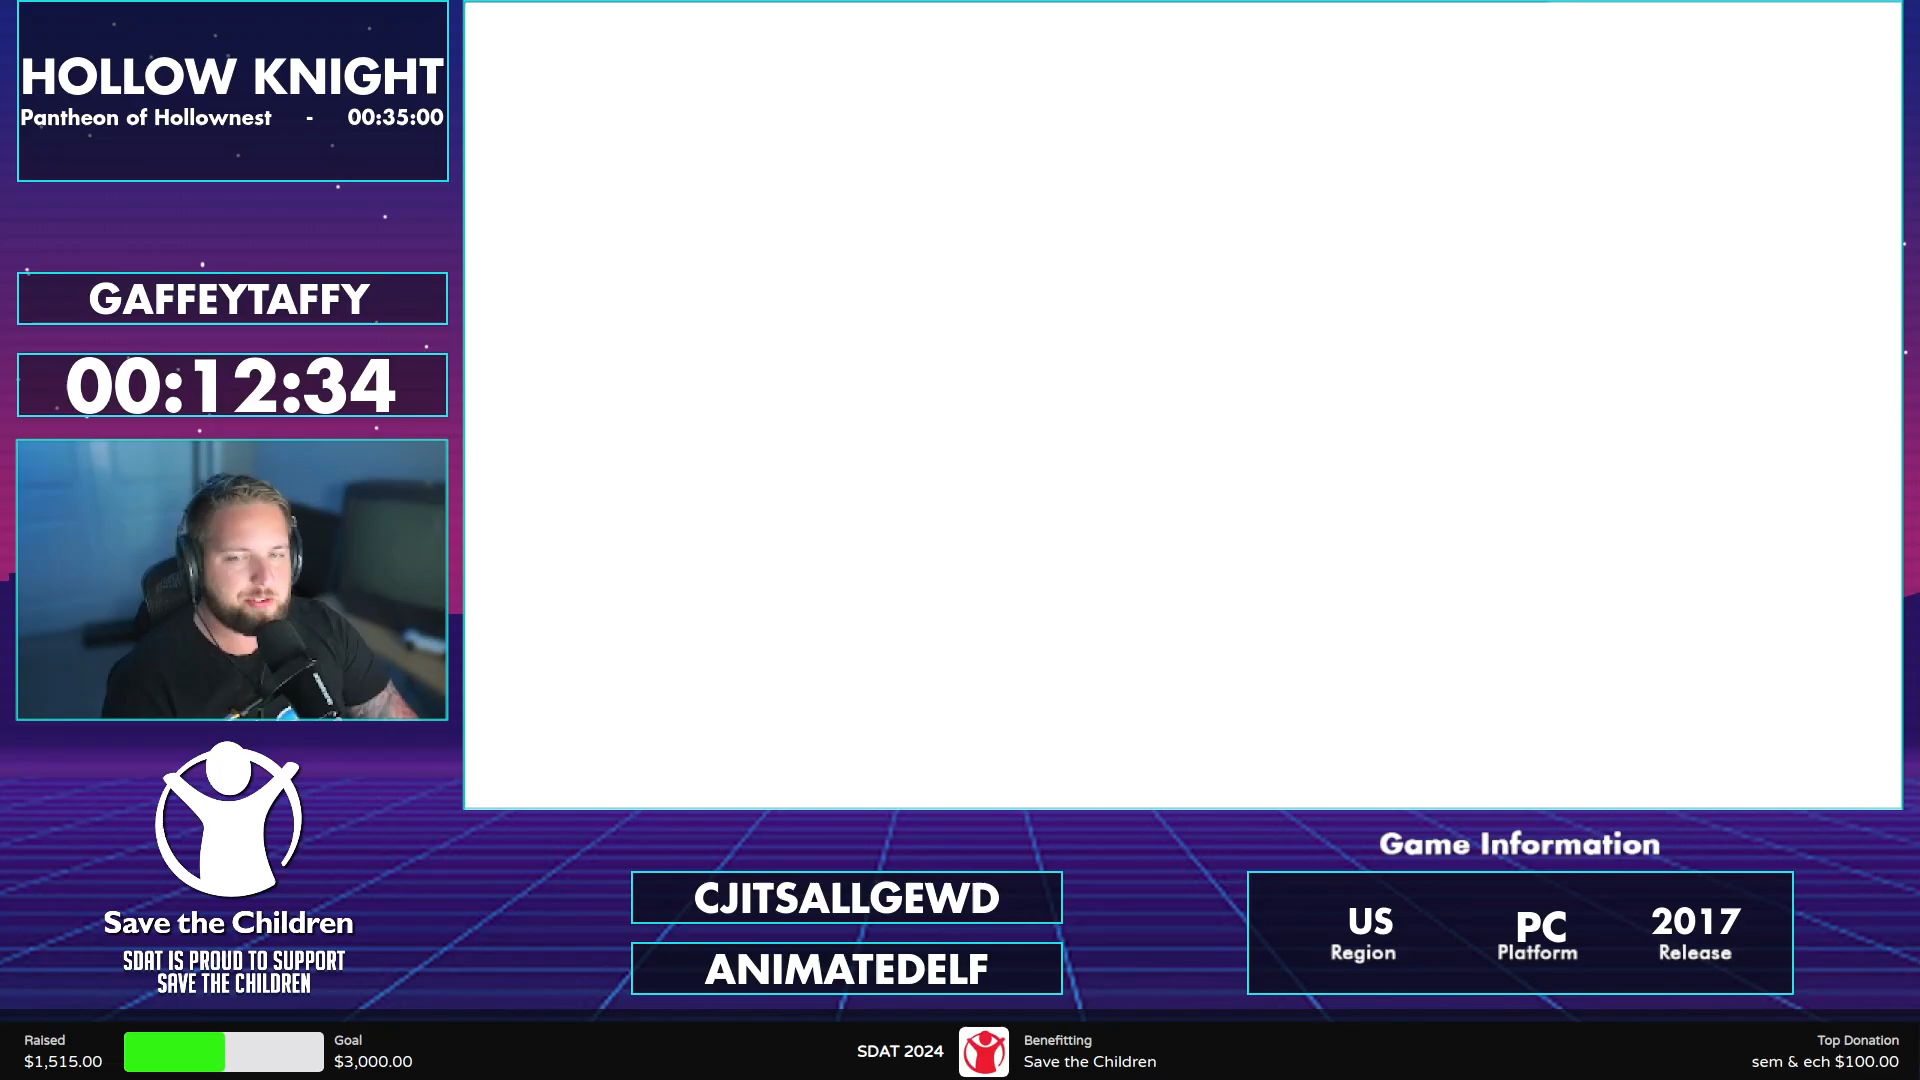 HOLLOW KNIGHT
Pantheon of Hollownest - 00:35:00
GAFFEYTAFFY
00:12:34
Save the Children
SDAT IS PROUD TO SUPPORT
SAVE THE CHILDREN
CJITSALLGEWD
ANIMATEDELF
Game Information
US PC 2017
Region Platform Release
Raised Goal
$1,515.00 $3,000.00
SDAT 2024
Benefitting
Save the Children
Top Donation
sem & ech $100.00